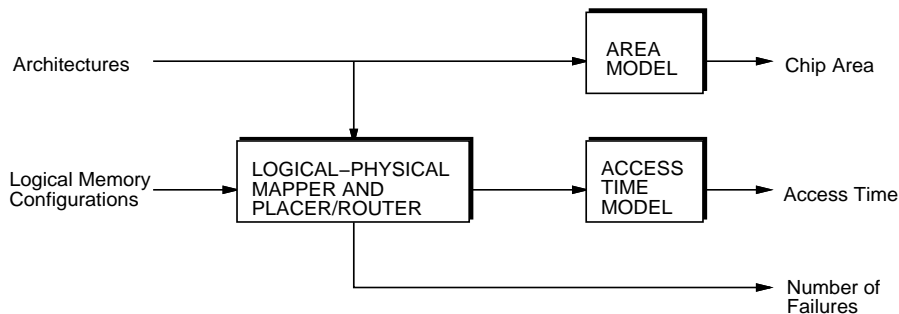 Architectures
AREA
MODEL
Chip Area
Logical Memory
Configurations
LOGICAL−PHYSICAL
MAPPER AND
PLACER/ROUTER
ACCESS
TIME
MODEL
Access Time
Number of
Failures